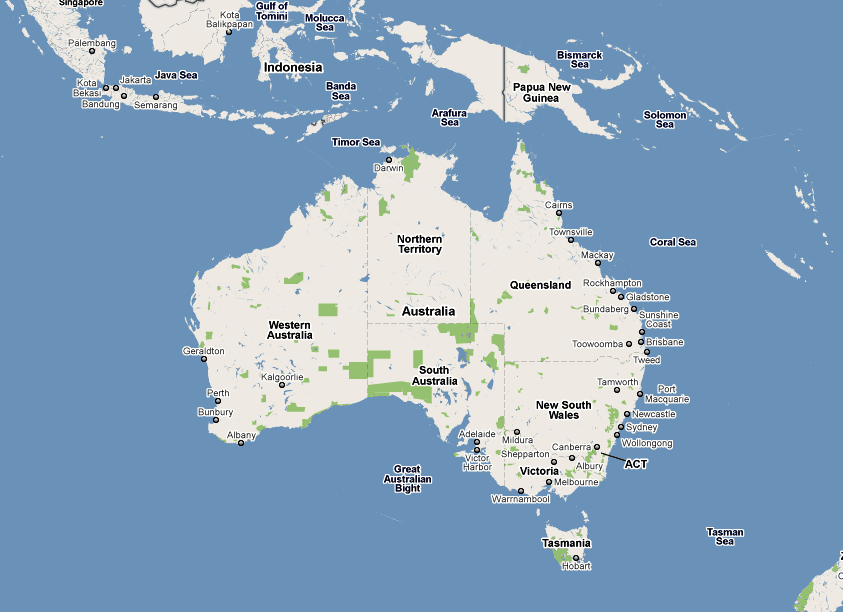 Singapore
Gulf of
Tomini
Kota
Balikpapan
Molucca
Sea
Palembang
Bismarck
Sea
Indonesia
Java Sea
Kota
Bekasi
Jakarta
Banda
Sea
Papua New
Guinea
Bandung
Semarang
Arafura
Sea
Solomon
Sea
Timor Sea
Darwin
Cairns
Townsville
Northern
Territory
Coral Sea
Mackay
Queensland
Rockhampton
Gladstone
Australia
Bundaberg
Sunshine
Coast
Western
Australia
Toowoomba
Brisbane
Geraldton
Tweed
South
Australia
Kalgoorlie
Tamworth
Port
Macquarie
Perth
Bunbury
New South
Wales
Newcastle
Sydney
Albany
Adelaide
Mildura
Wollongong
Canberra
Victor
Harbor
Shepparton
ACT
Albury
Great
Australian
Bight
Victoria
Melbourne
Warrnambool
Tasman
Sea
Tasmania
Hobart